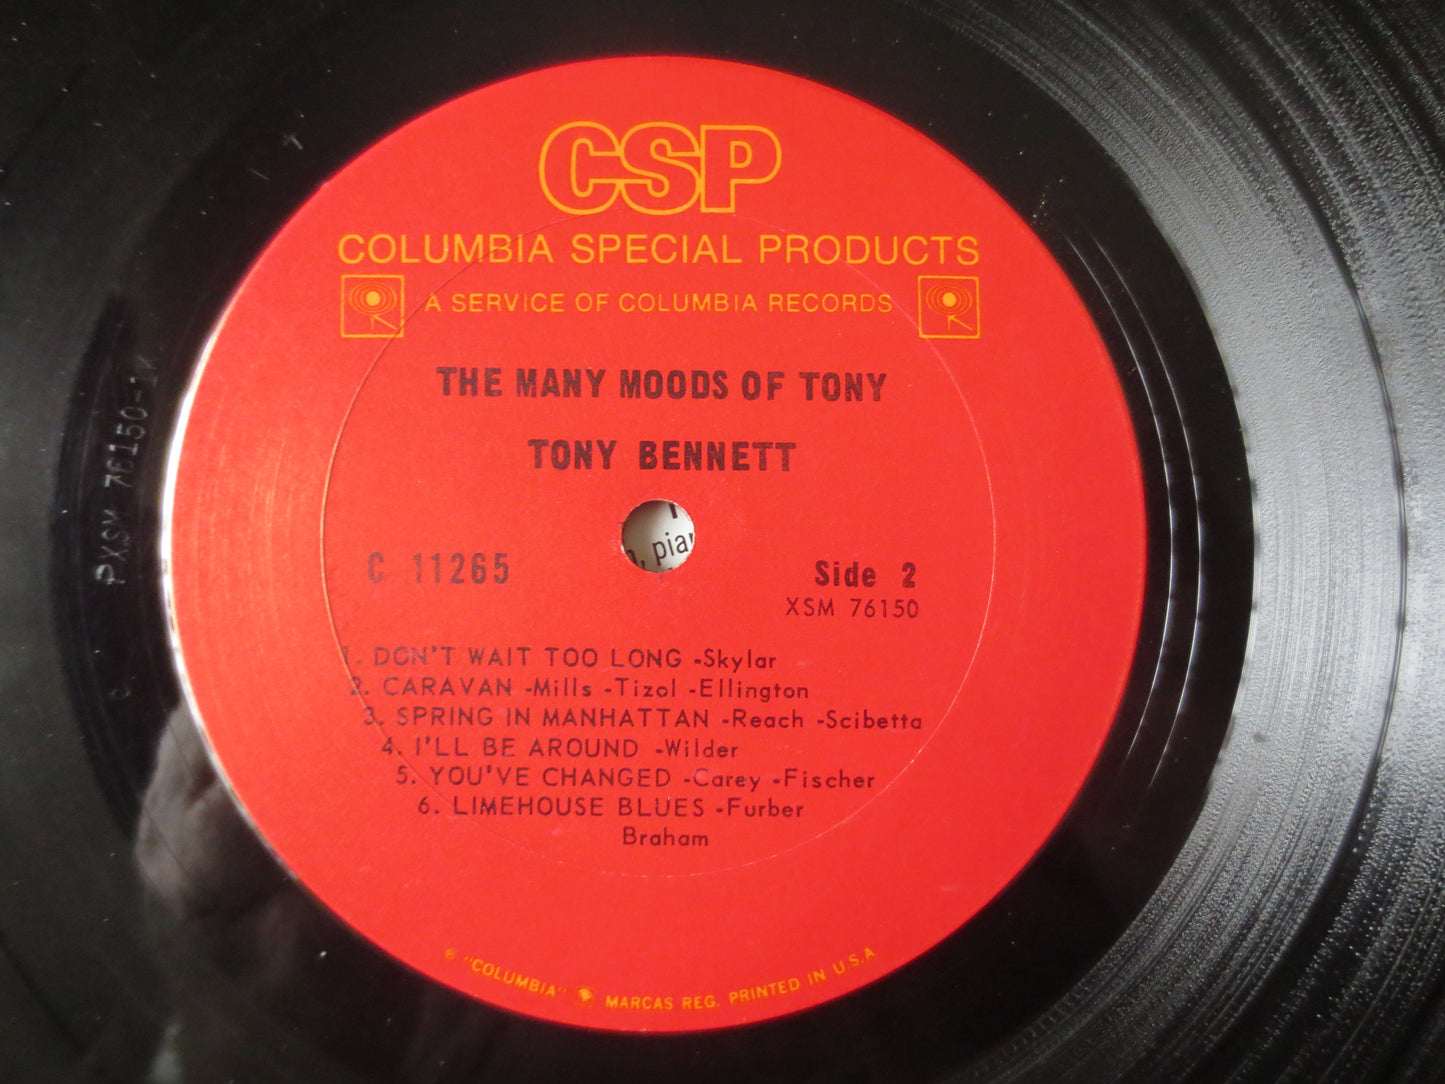 CSP
COLUMBIA SPECIAL PRODUCTS
A SERVICE OF COLUMBIA RECORDS
THE MANY MOODS OF TONY
TONY BENNETT
, pia
C 11265
Side 2
XSM 76150
1. DON'T WAIT TOO LONG -Skylar
2. CARAVAN -Mills -Tizol -Ellington
3. SPRING IN MANHATTAN -Reach -Scibetta
4. I'LL BE AROUND -Wilder
5. YOU'VE CHANGED -Carey -Fischer
6. LIMEHOUSE BLUES -Furber
Braham
® "COLUMBIA" MARCAS REG. PRINTED IN U.S.A
PXSM 76150-1